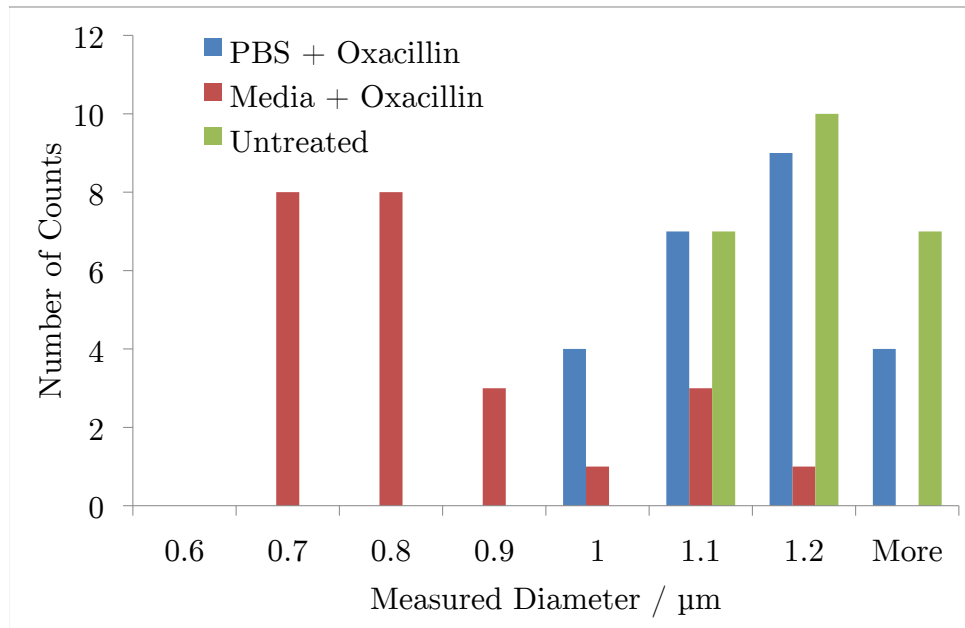 12
10
8
6
4
2
0
Number of Counts
PBS + Oxacillin
Media + Oxacillin
Untreated
0.6 0.7 0.8 0.9 1 1.1 1.2 More
Measured Diameter / µm